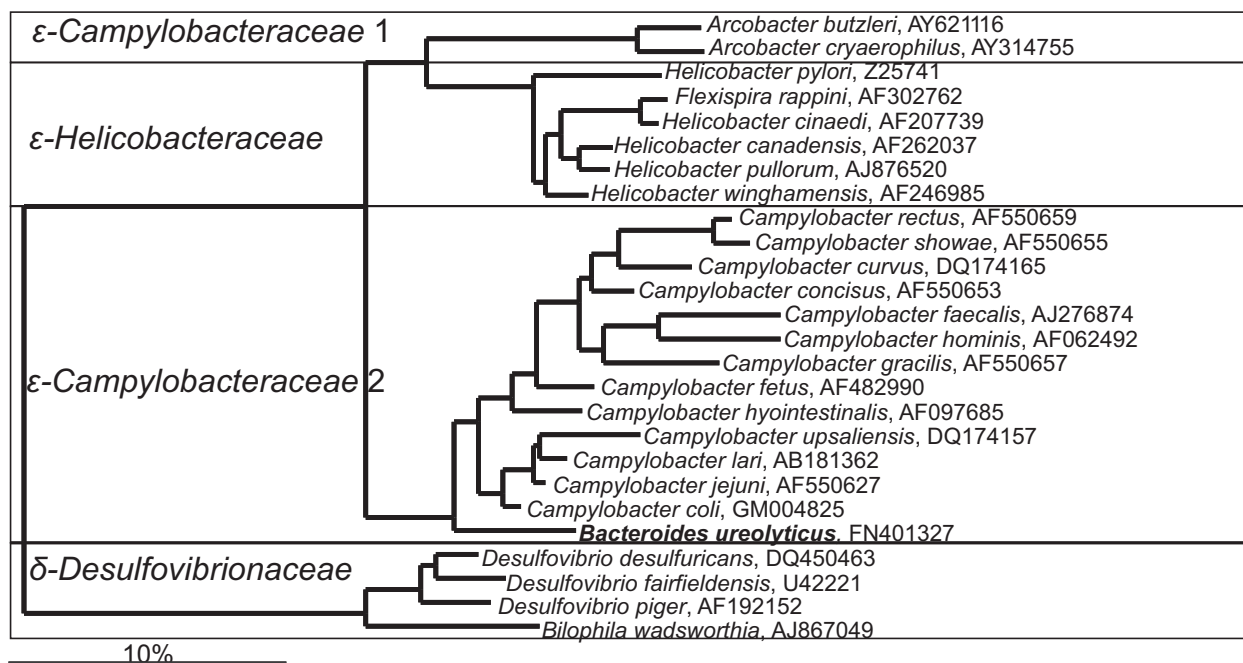 ε-Campylobacteraceae 1
Arcobacter butzleri, AY621116
Arcobacter cryaerophilus, AY314755
ε-Helicobacteraceae
Helicobacter pylori, Z25741
Flexispira rappini, AF302762
Helicobacter cinaedi, AF207739
Helicobacter canadensis, AF262037
Helicobacter pullorum, AJ876520
Helicobacter winghamensis, AF246985
ε-Campylobacteraceae 2
Campylobacter rectus, AF550659
Campylobacter showae, AF550655
Campylobacter curvus, DQ174165
Campylobacter concisus, AF550653
Campylobacter faecalis, AJ276874
Campylobacter hominis, AF062492
Campylobacter gracilis, AF550657
Campylobacter fetus, AF482990
Campylobacter hyointestinalis, AF097685
Campylobacter upsaliensis, DQ174157
Campylobacter lari, AB181362
Campylobacter jejuni, AF550627
Campylobacter coli, GM004825
Bacteroides ureolyticus, FN401327
δ-Desulfovibrionaceae
Desulfovibrio desulfuricans, DQ450463
Desulfovibrio fairfieldensis, U42221
Desulfovibrio piger, AF192152
Bilophila wadsworthia, AJ867049
10%